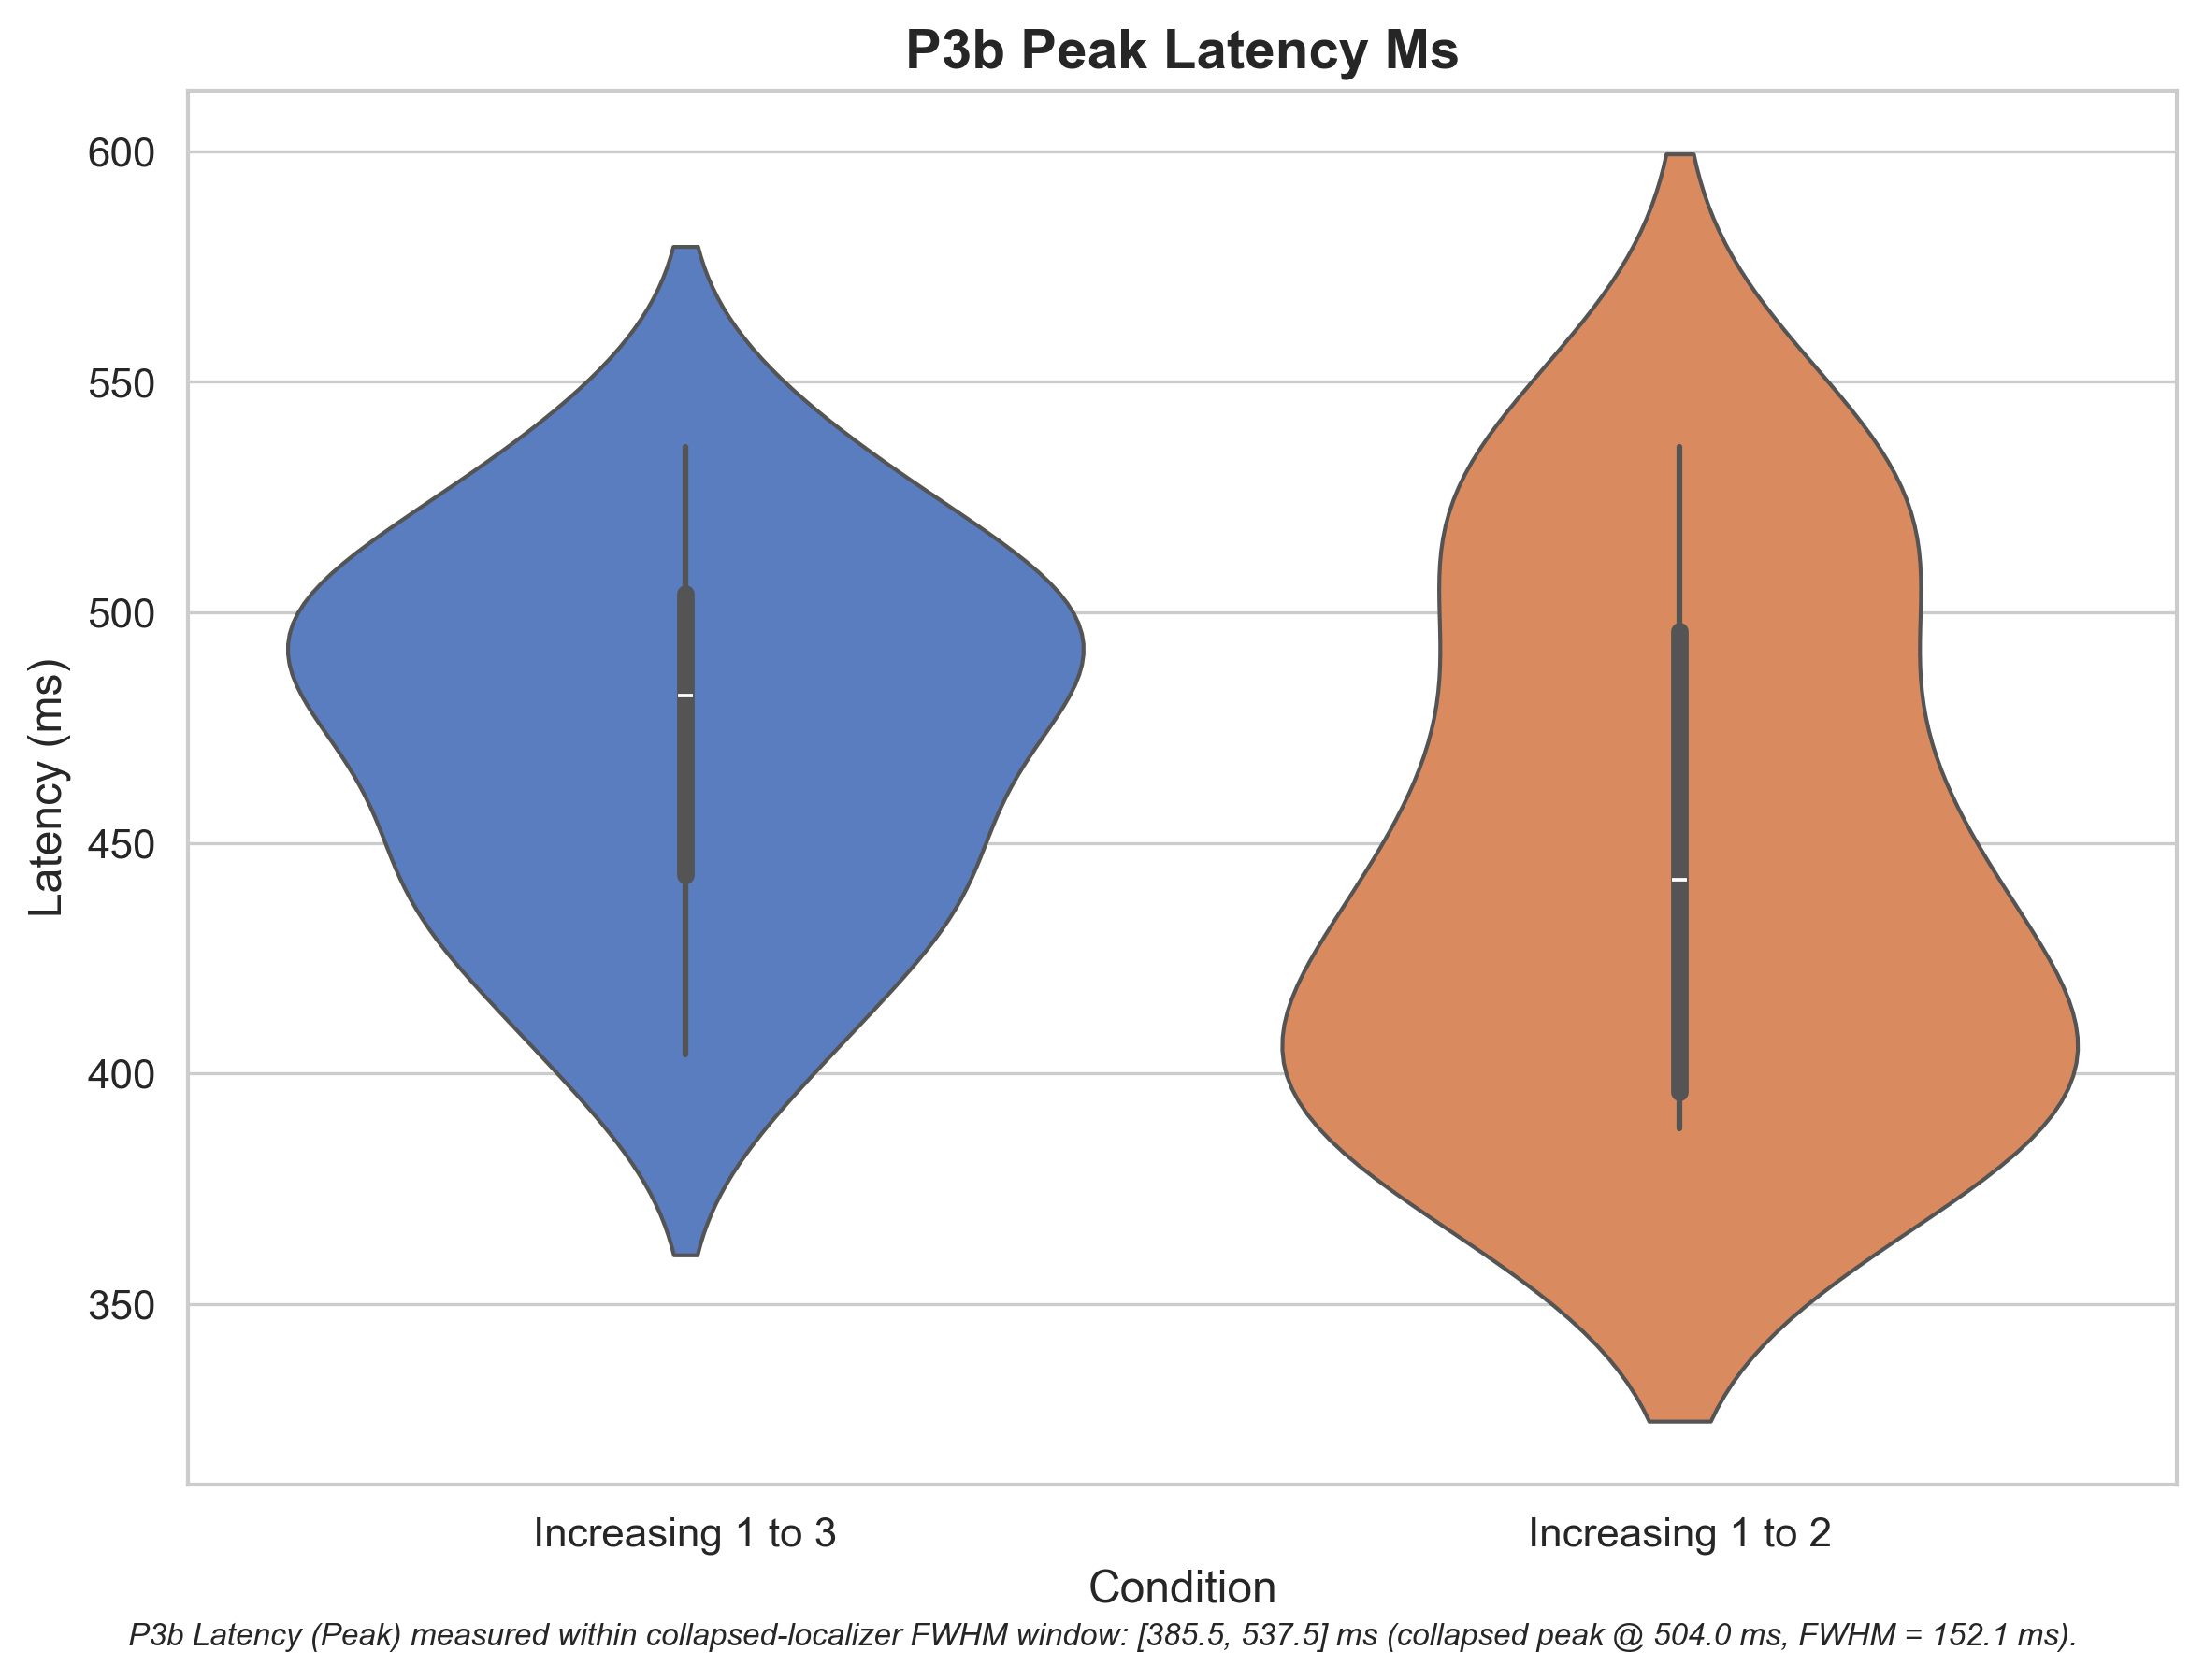 P3b Peak Latency Ms
600
550
500
450
400
350
Latency (ms)
Increasing 1 to 3
Increasing 1 to 2
Condition
P3b Latency (Peak) measured within collapsed-localizer FWHM window: [385.5, 537.5] ms (collapsed peak @ 504.0 ms, FWHM = 152.1 ms).